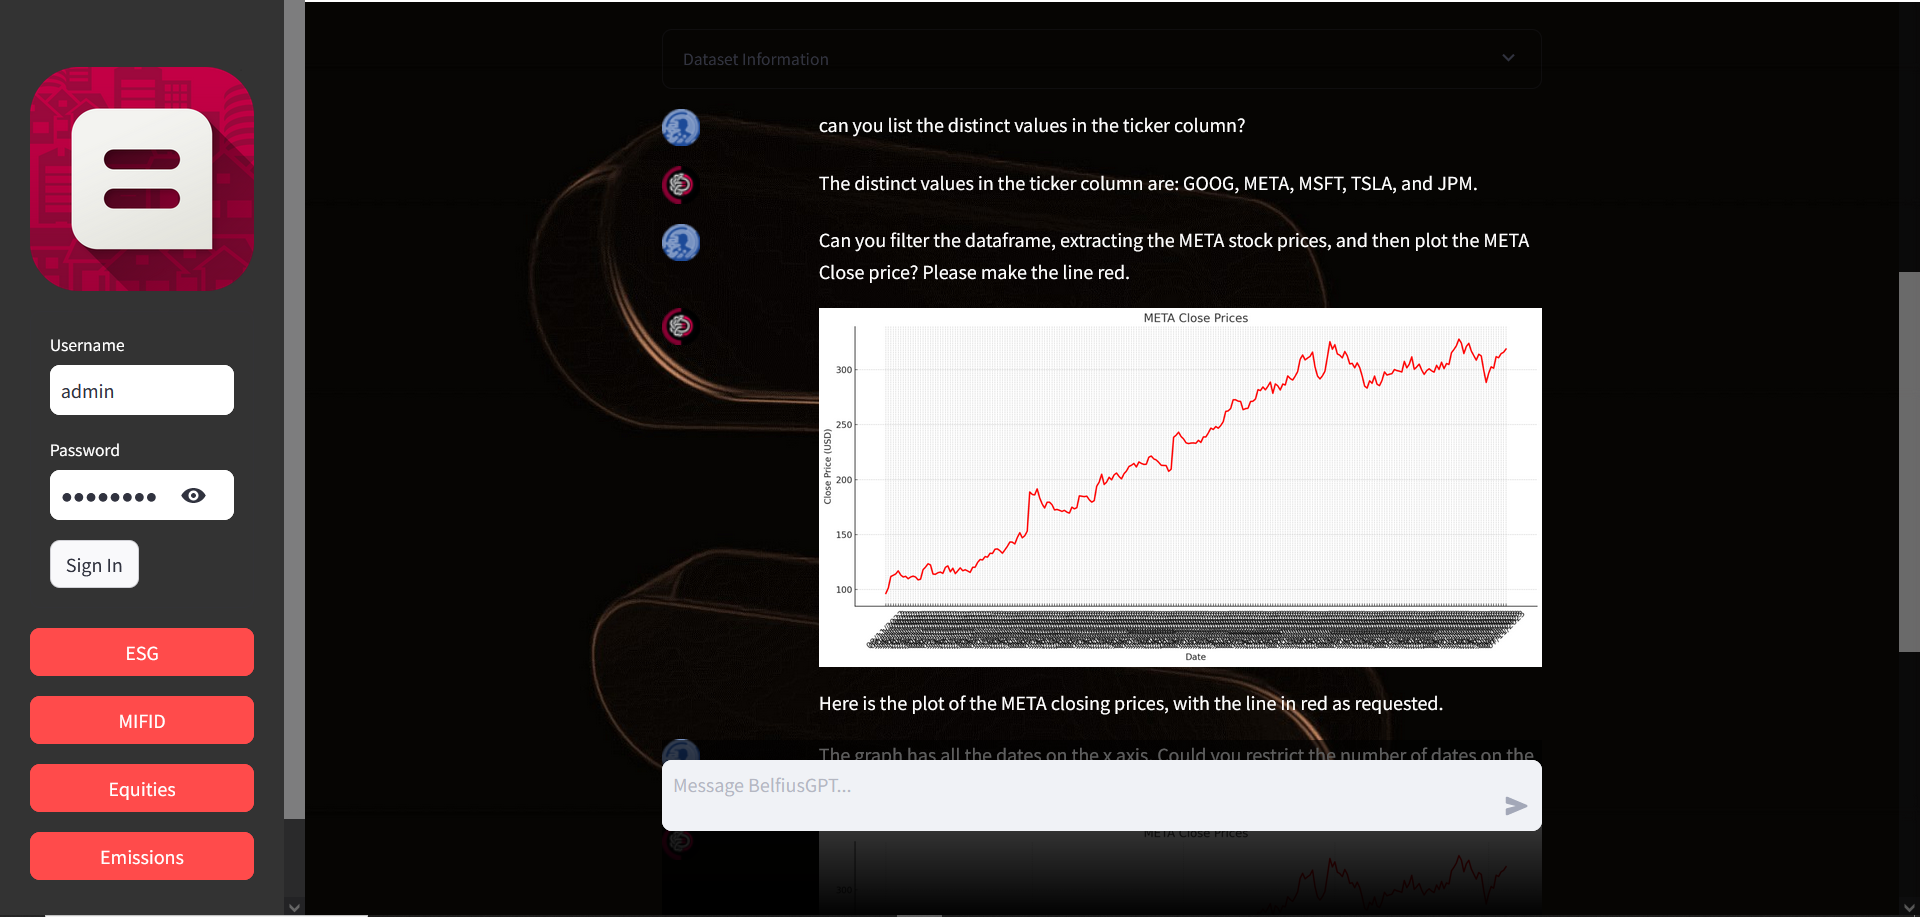 Username
admin
Password
Sign In
ESG
MIFID
Equities
Emissions
Dataset Information
can you list the distinct values in the ticker column?
The distinct values in the ticker column are: GOOG, META, MSFT, TSLA, and JPM.
Can you filter the dataframe, extracting the META stock prices, and then plot the META
Close price? Please make the line red.
META Close Prices
Close Price (USD)
300
250
200
150
100
Date
Here is the plot of the META closing prices, with the line in red as requested.
The graph has all the dates on the x axis. Could you restrict the number of dates on the
Message BelfiusGPT...
META Close Prices
300